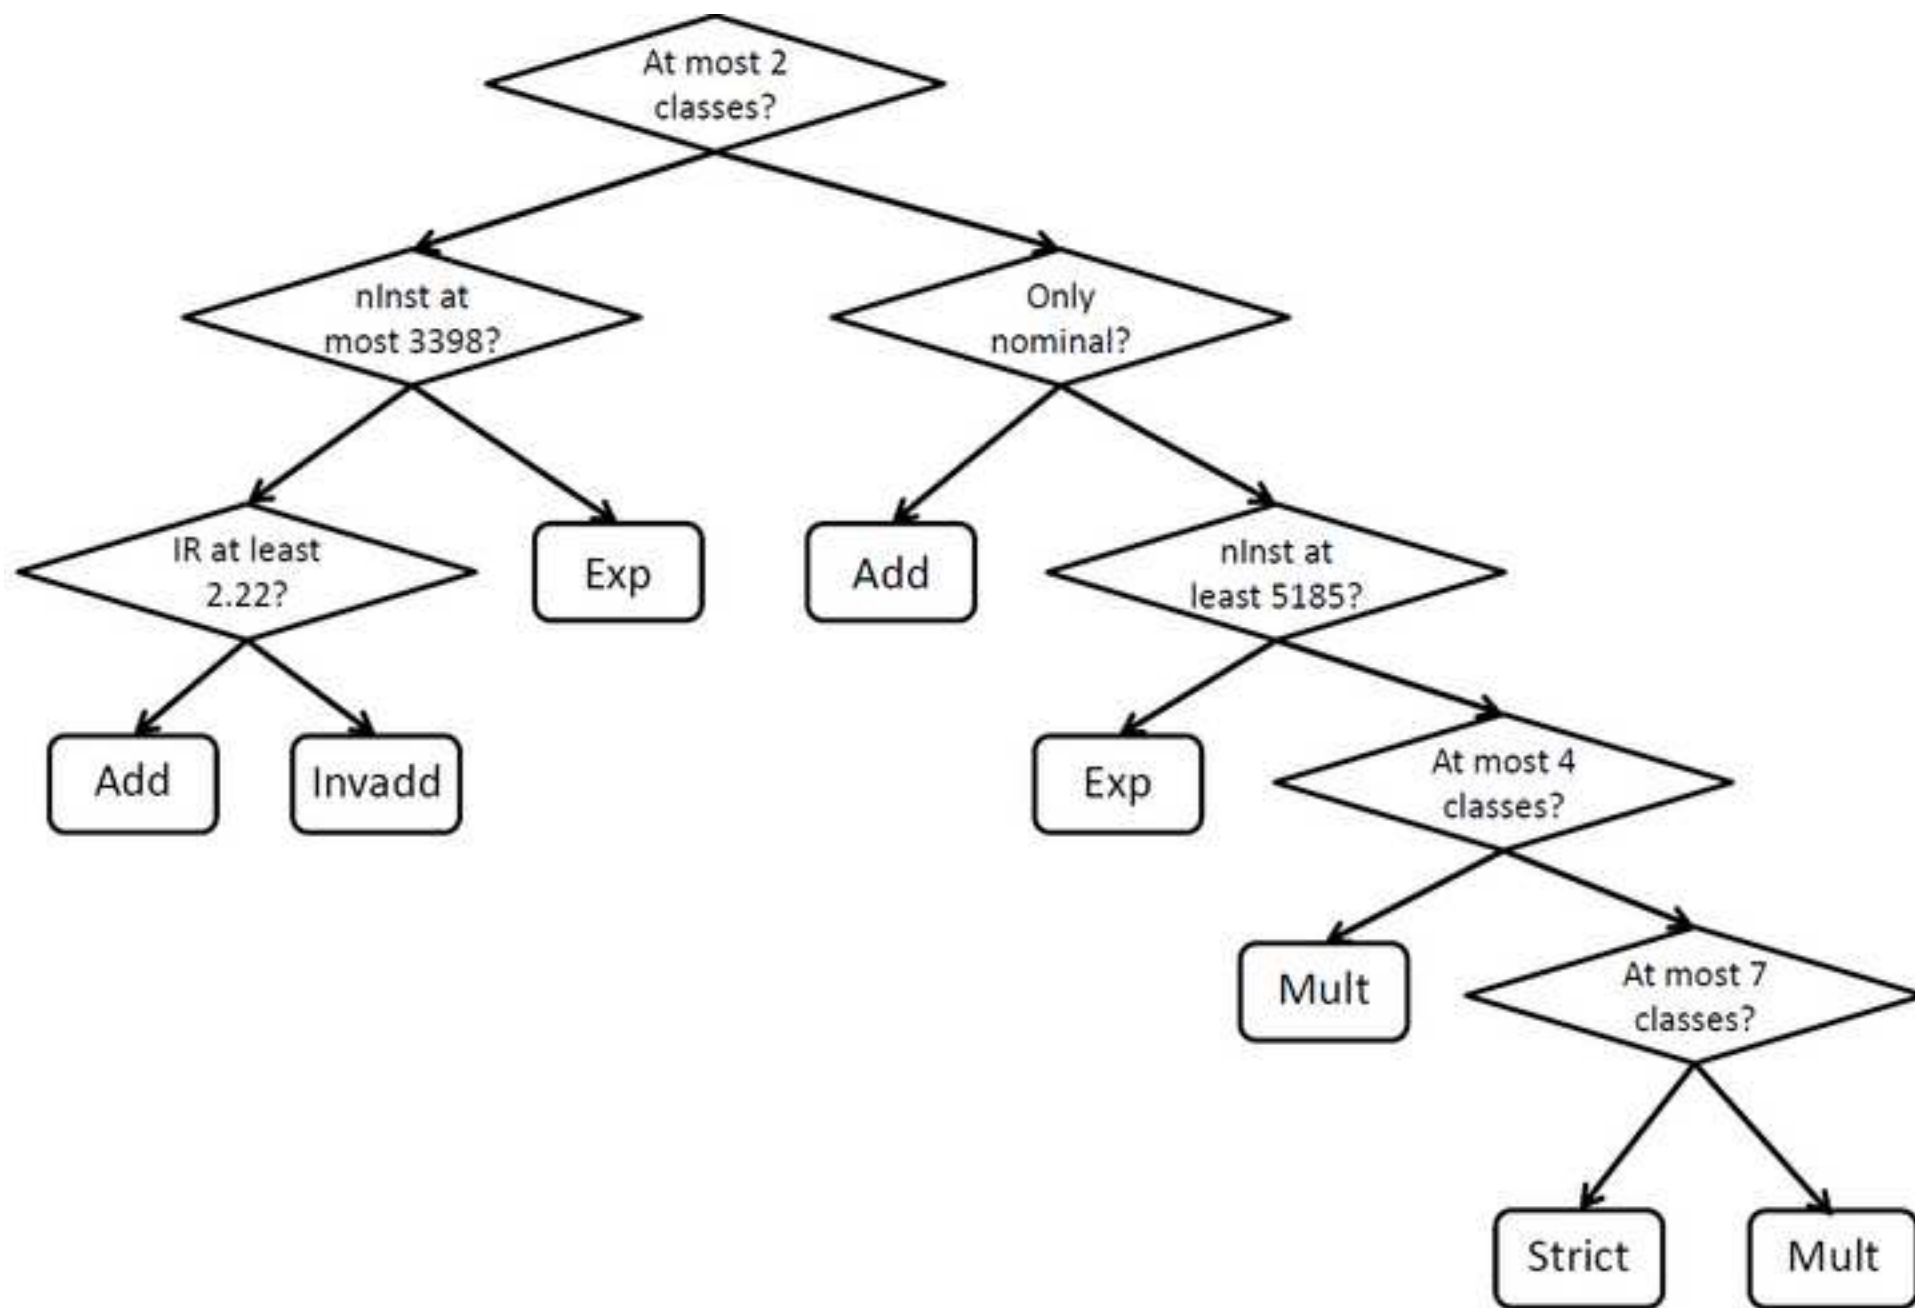 At most 2
classes?
nInst at
most 3398?
Only
nominal?
IR at least
2.22?
Exp
Add
nInst at
least 5185?
Add
Invadd
Exp
At most 4
classes?
Mult
At most 7
classes?
Strict
Mult